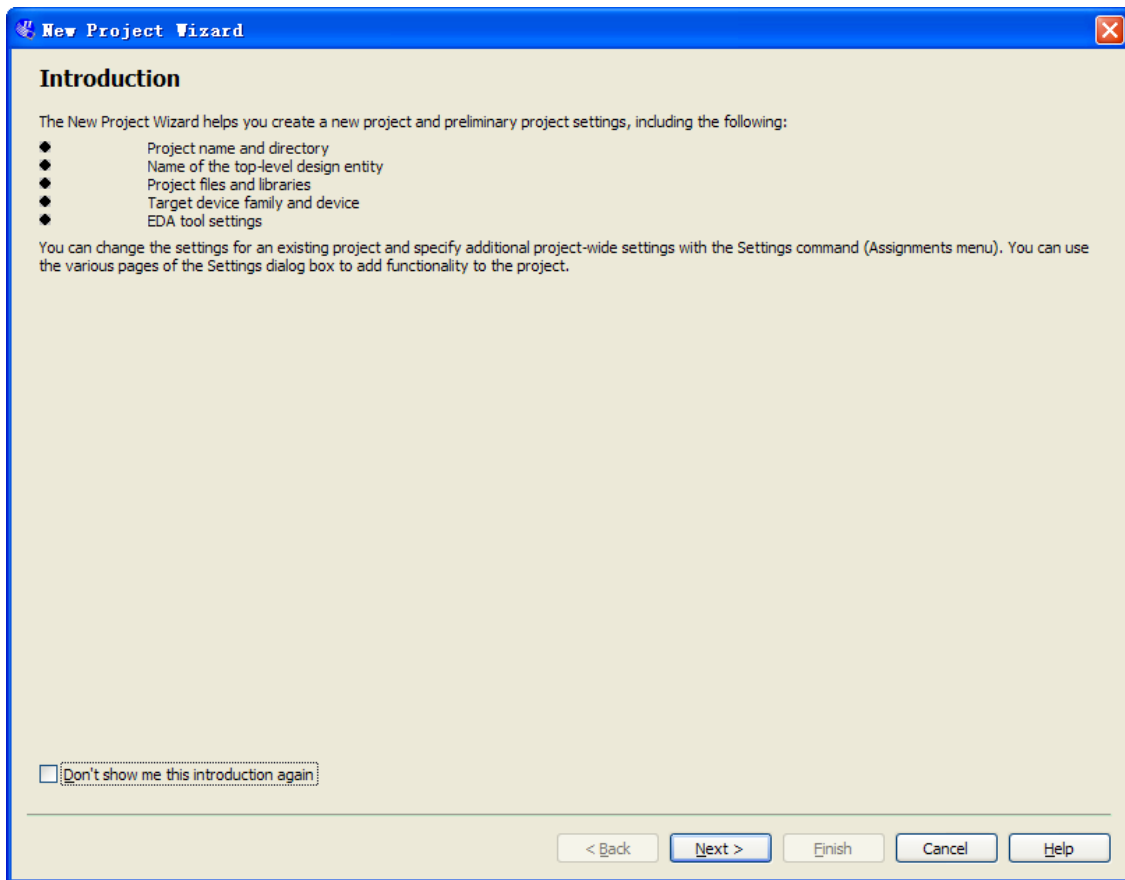 New Project Wizard
Introduction
The New Project Wizard helps you create a new project and preliminary project settings, including the following:
Project name and directory
Name of the top-level design entity
Project files and libraries
Target device family and device
EDA tool settings
You can change the settings for an existing project and specify additional project-wide settings with the Settings command (Assignments menu). You can use
the various pages of the Settings dialog box to add functionality to the project.
Don't show me this introduction again
< Back Next > Finish Cancel Help